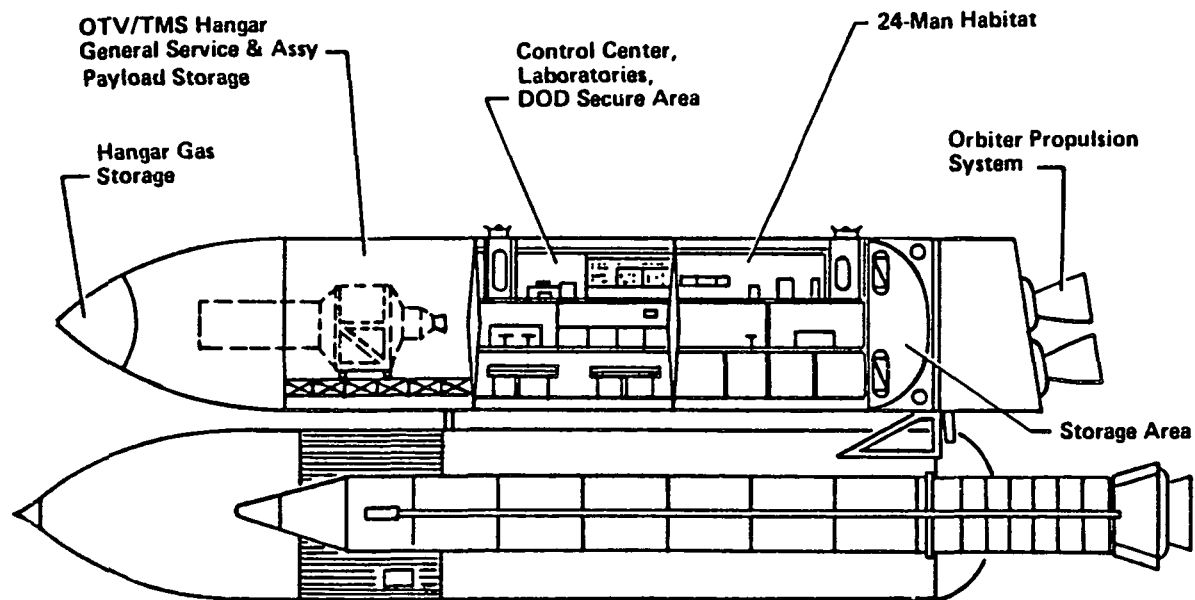 OTV/TMS Hangar
General Service & Assy
Payload Storage
Hangar Gas
Storage
Control Center,
Laboratories,
DOD Secure Area
24-Man Habitat
Orbiter Propulsion
System
Storage Area